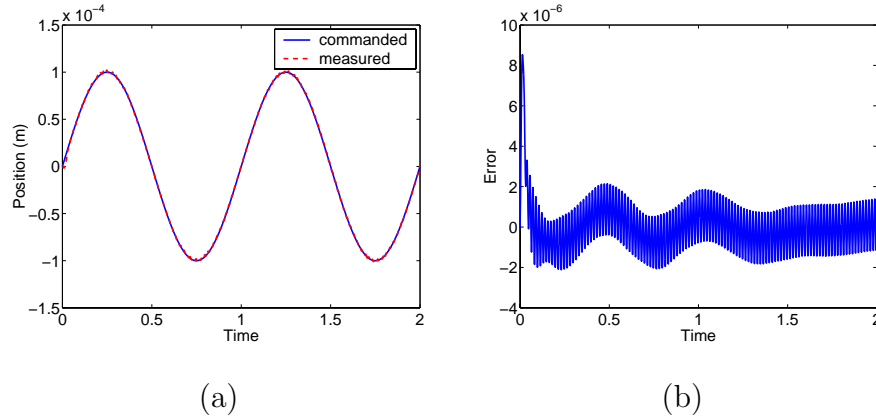 x 10⁻⁴
1.5
1
0.5
0
−0.5
−1
−1.5
Position (m)
commanded
measured
0 0.5 1 1.5 2
Time
(a)
x 10⁻⁶
10
8
6
4
2
0
−2
−4
Error
0 0.5 1 1.5 2
Time
(b)